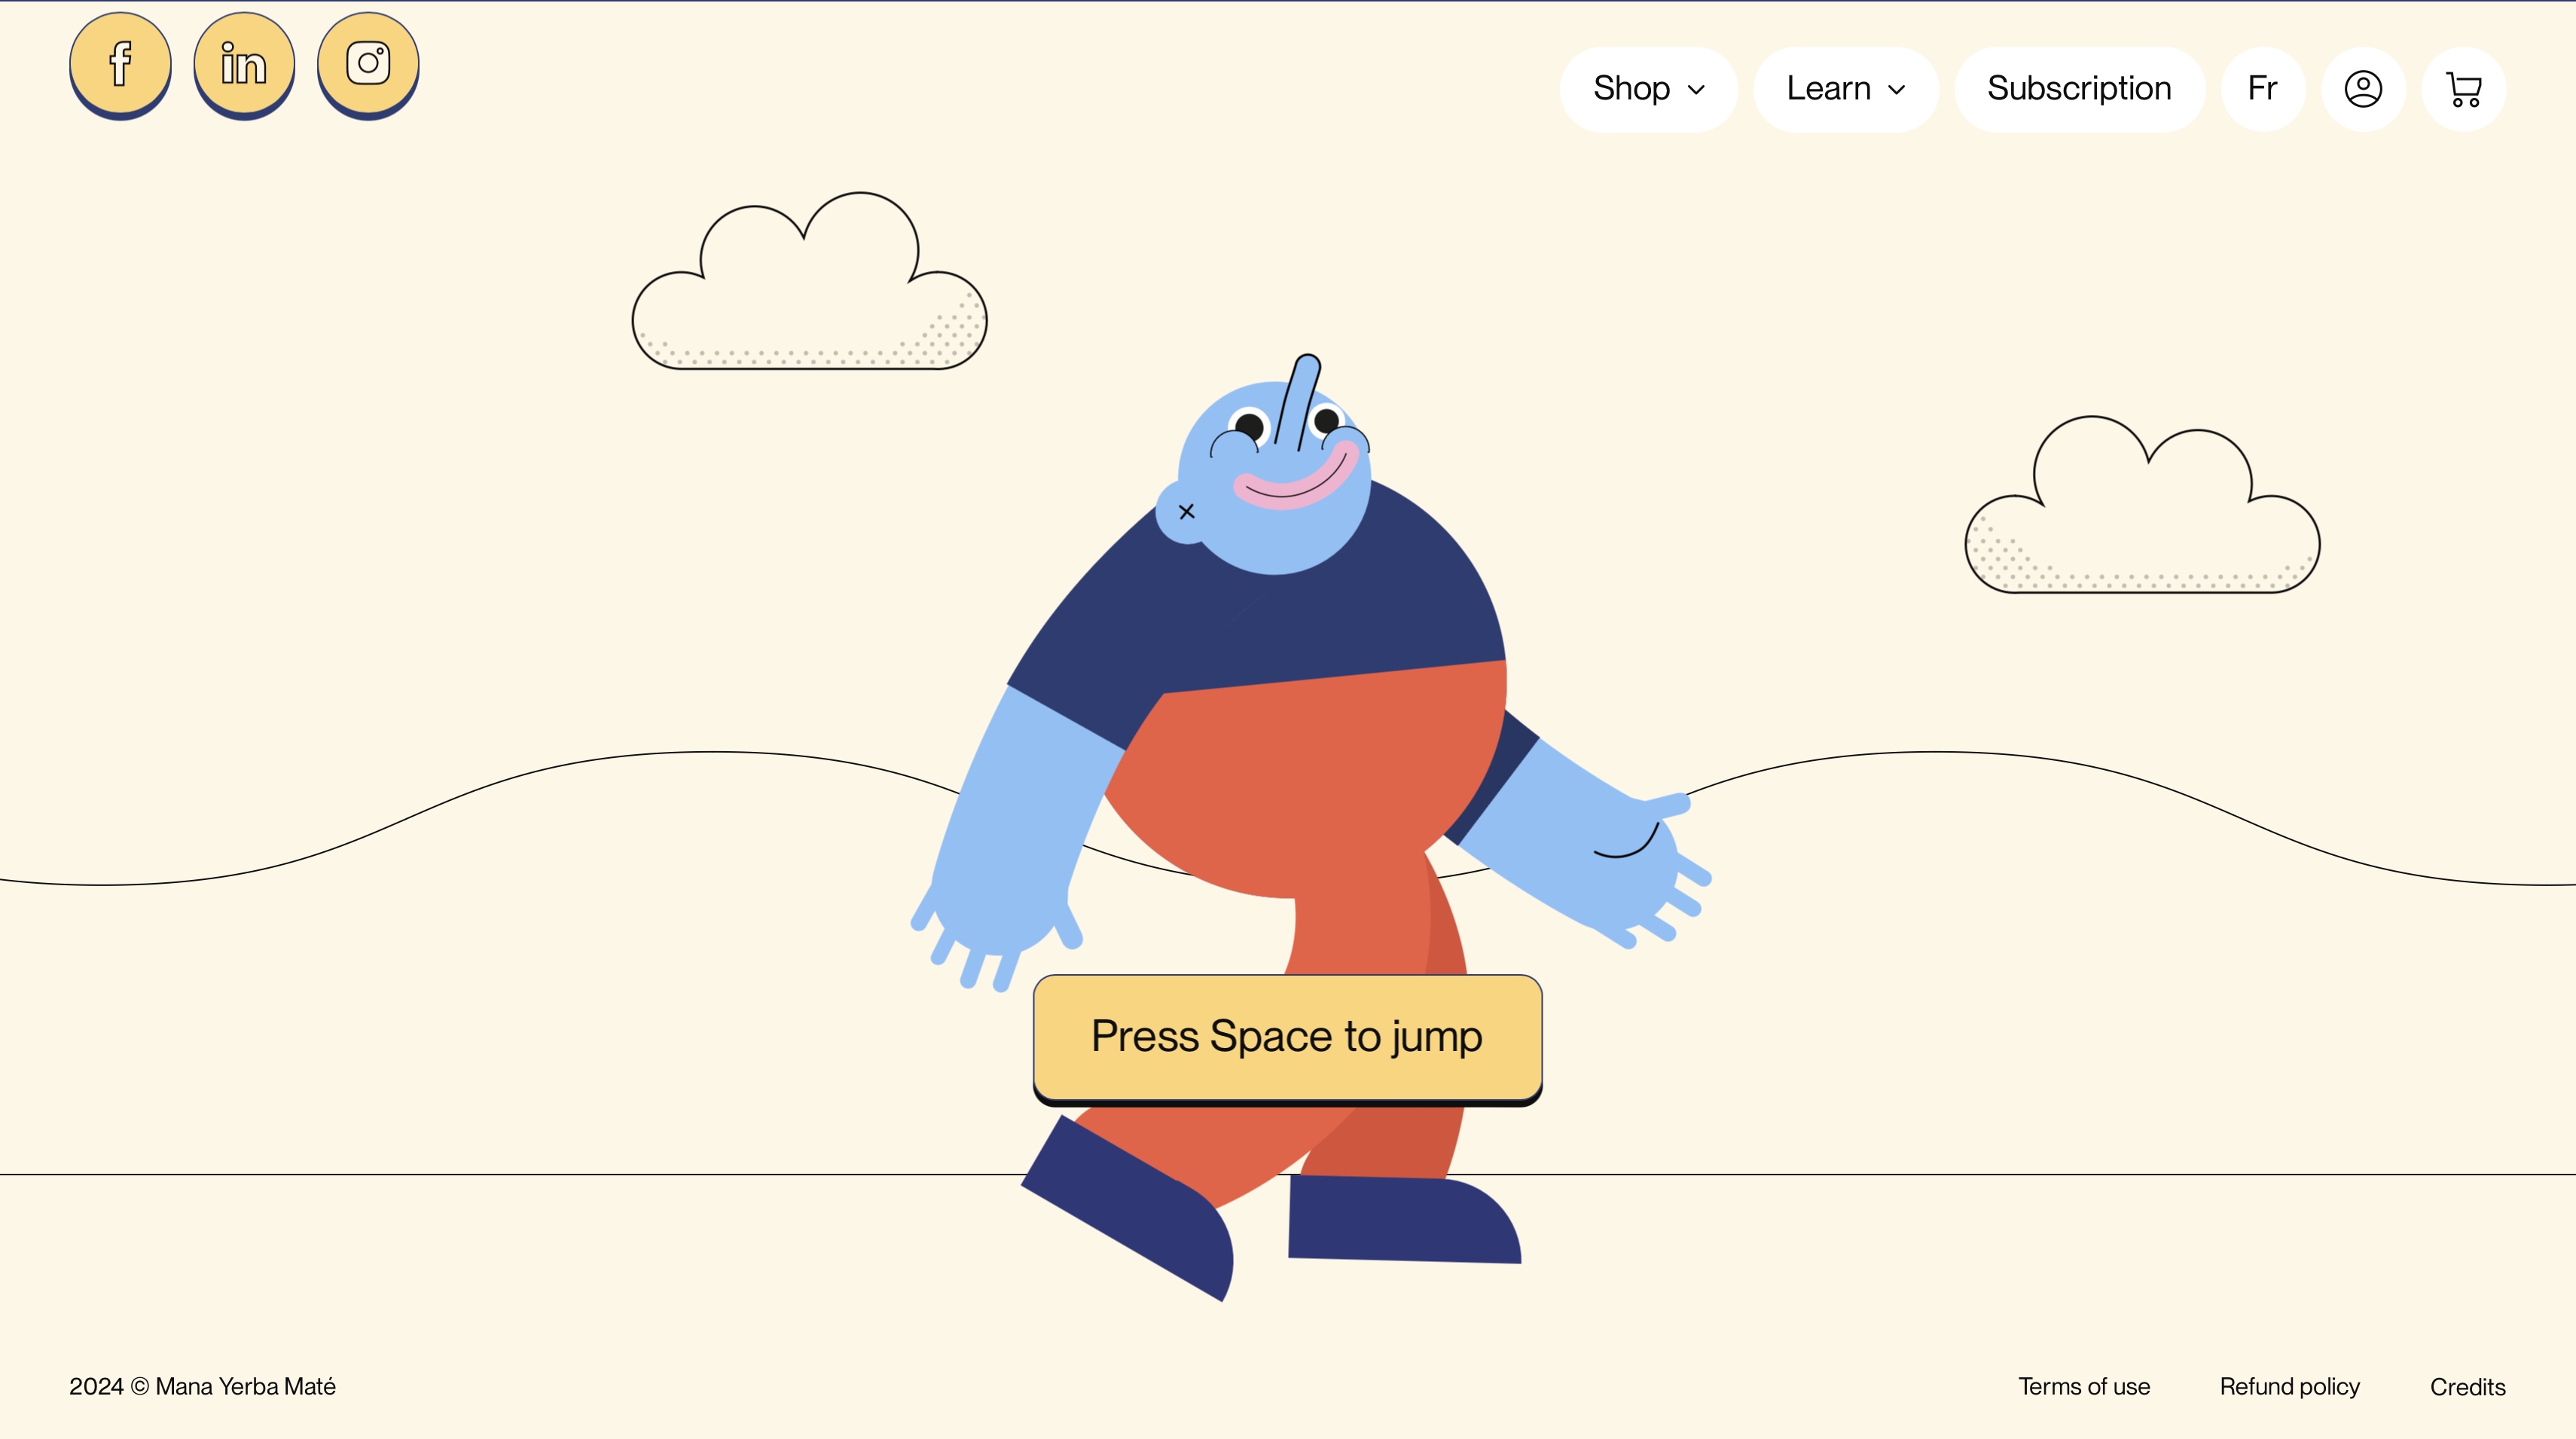 Shop
Learn
Subscription
Fr
Press Space to jump
2024 © Mana Yerba Maté
Terms of use
Refund policy
Credits